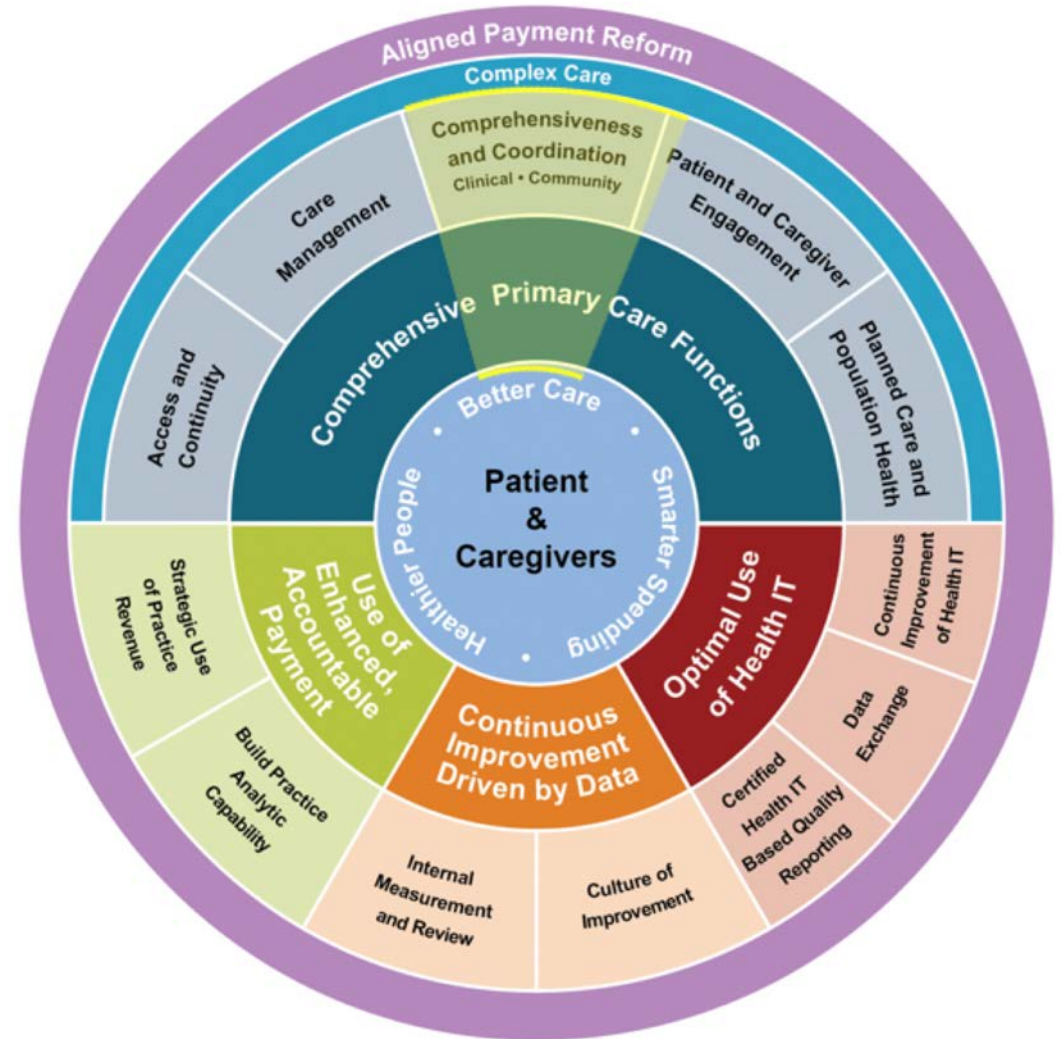 Aligned Payment Reform
Complex Care
Comprehensiveness
and Coordination
Clinical • Community
Care
Management
Patient and Caregiver
Engagement
Access and
Continuity
Planned Care and
Population Health
Comprehensive Primary Care Functions
• Better Care •
Smarter Spending
• Healthier People
Patient
&
Caregivers
Use of
Enhanced,
Accountable
Payment
Optimal Use
of Health IT
Continuous
Improvement
Driven by Data
Strategic Use
of Practice
Revenue
Build Practice
Analytic
Capability
Internal
Measurement
and Review
Culture of
Improvement
Certified
Health IT
Based Quality
Reporting
Data
Exchange
Continuous
Improvement
of Health IT